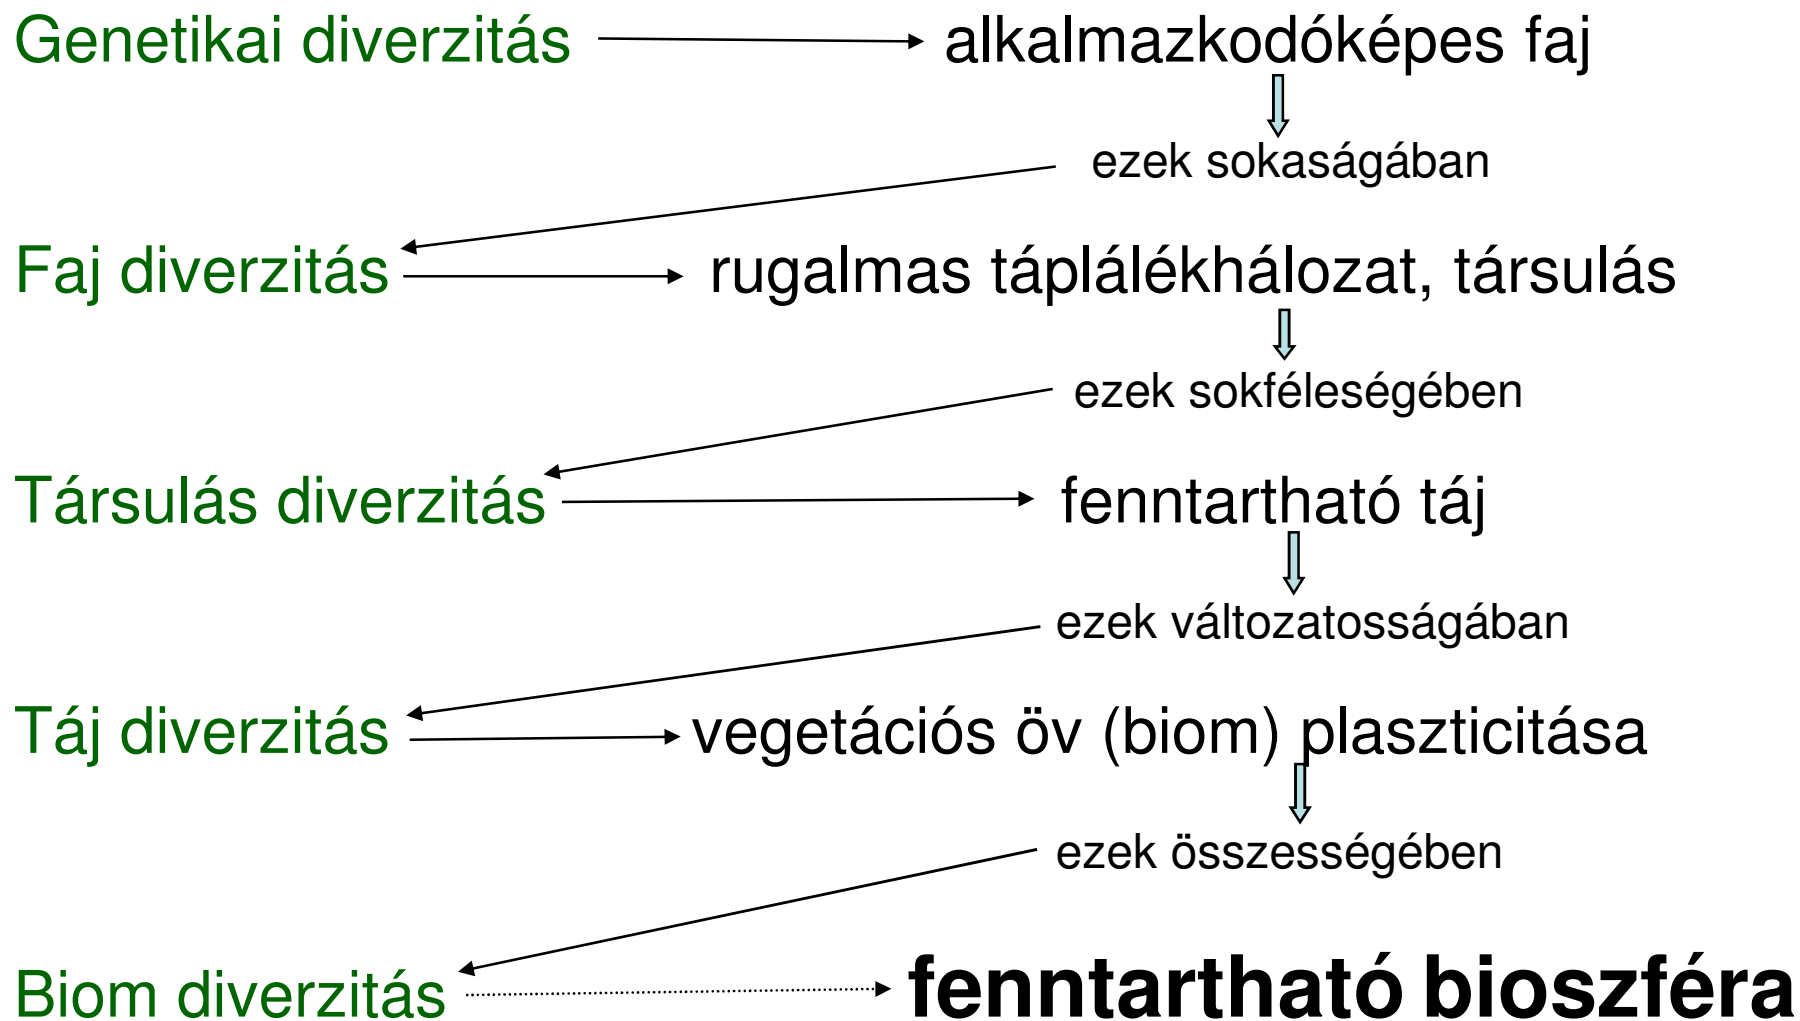 Genetikai diverzitás alkalmazkodóképes faj
ezek sokaságában
Faj diverzitás rugalmas táplálékhálozat, társulás
ezek sokféleségében
Társulás diverzitás fenntartható táj
ezek változatosságában
Táj diverzitás vegetációs öv (biom) plaszticitása
ezek összességében
Biom diverzitás fenntartható bioszféra